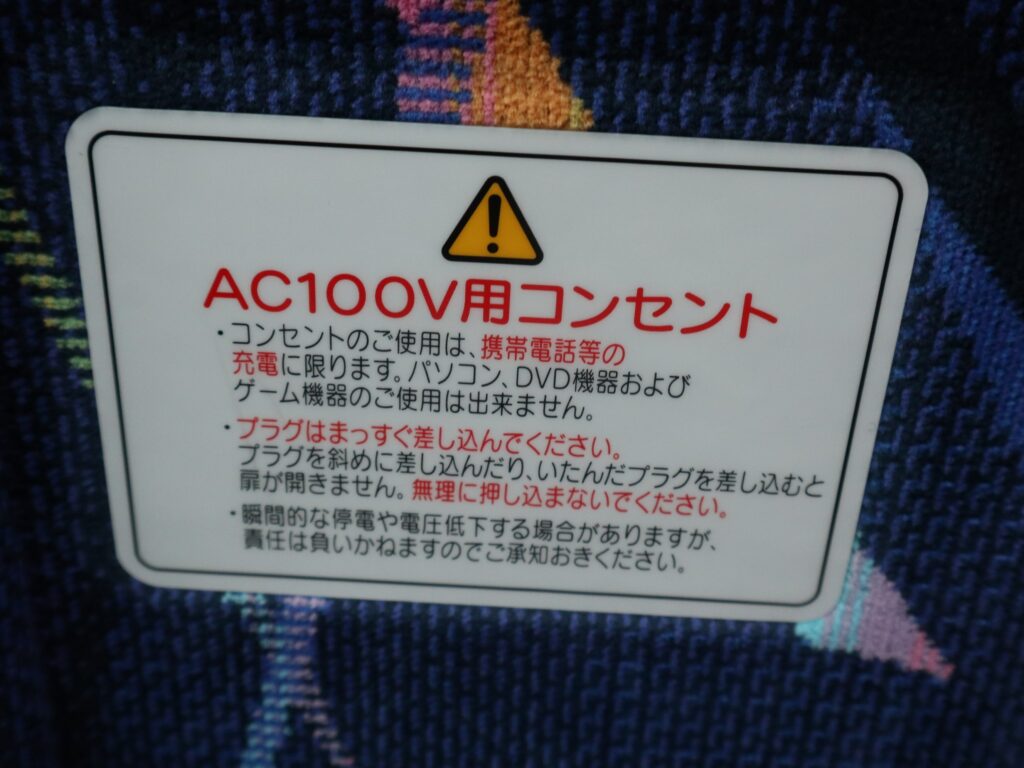 AC100V用コンセント
・コンセントのご使用は、携帯電話等の
充電に限ります。パソコン、DVD機器および
ゲーム機器のご使用は出来ません。
・プラグはまっすぐ差し込んでください。
プラグを斜めに差し込んだり、いたんだプラグを差し込むと
扉が開きません。無理に押し込まないでください。
・瞬間的な停電や電圧低下する場合がありますが、
責任は負いかねますのでご承知おきください。